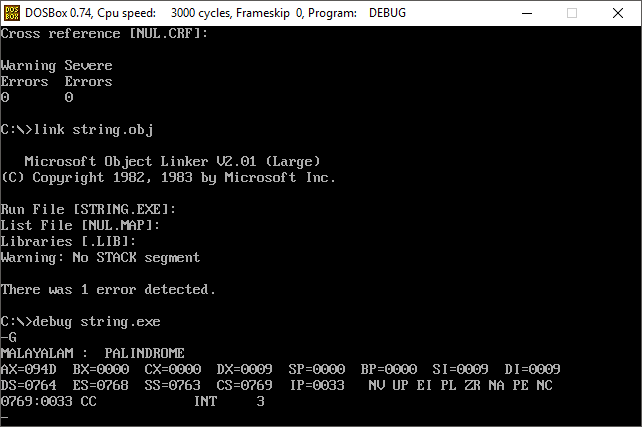 DOSBox 0.74, Cpu speed: 3000 cycles, Frameskip 0, Program: DEBUG
Cross reference [NUL.CRF]:
Warning Severe
Errors Errors
0 0
C:\>link string.obj
Microsoft Object Linker V2.01 (Large)
(C) Copyright 1982, 1983 by Microsoft Inc.
Run File [STRING.EXE]:
List File [NUL.MAP]:
Libraries [.LIB]:
Warning: No STACK segment
There was 1 error detected.
C:\>debug string.exe
-G
MALAYALAM : PALINDROME
AX=094D BX=0000 CX=0000 DX=0009 SP=0000 BP=0000 SI=0009 DI=0009
DS=0764 ES=0768 SS=0763 CS=0769 IP=0033 NV UP EI PL ZR NA PE NC
0769:0033 CC INT 3
-